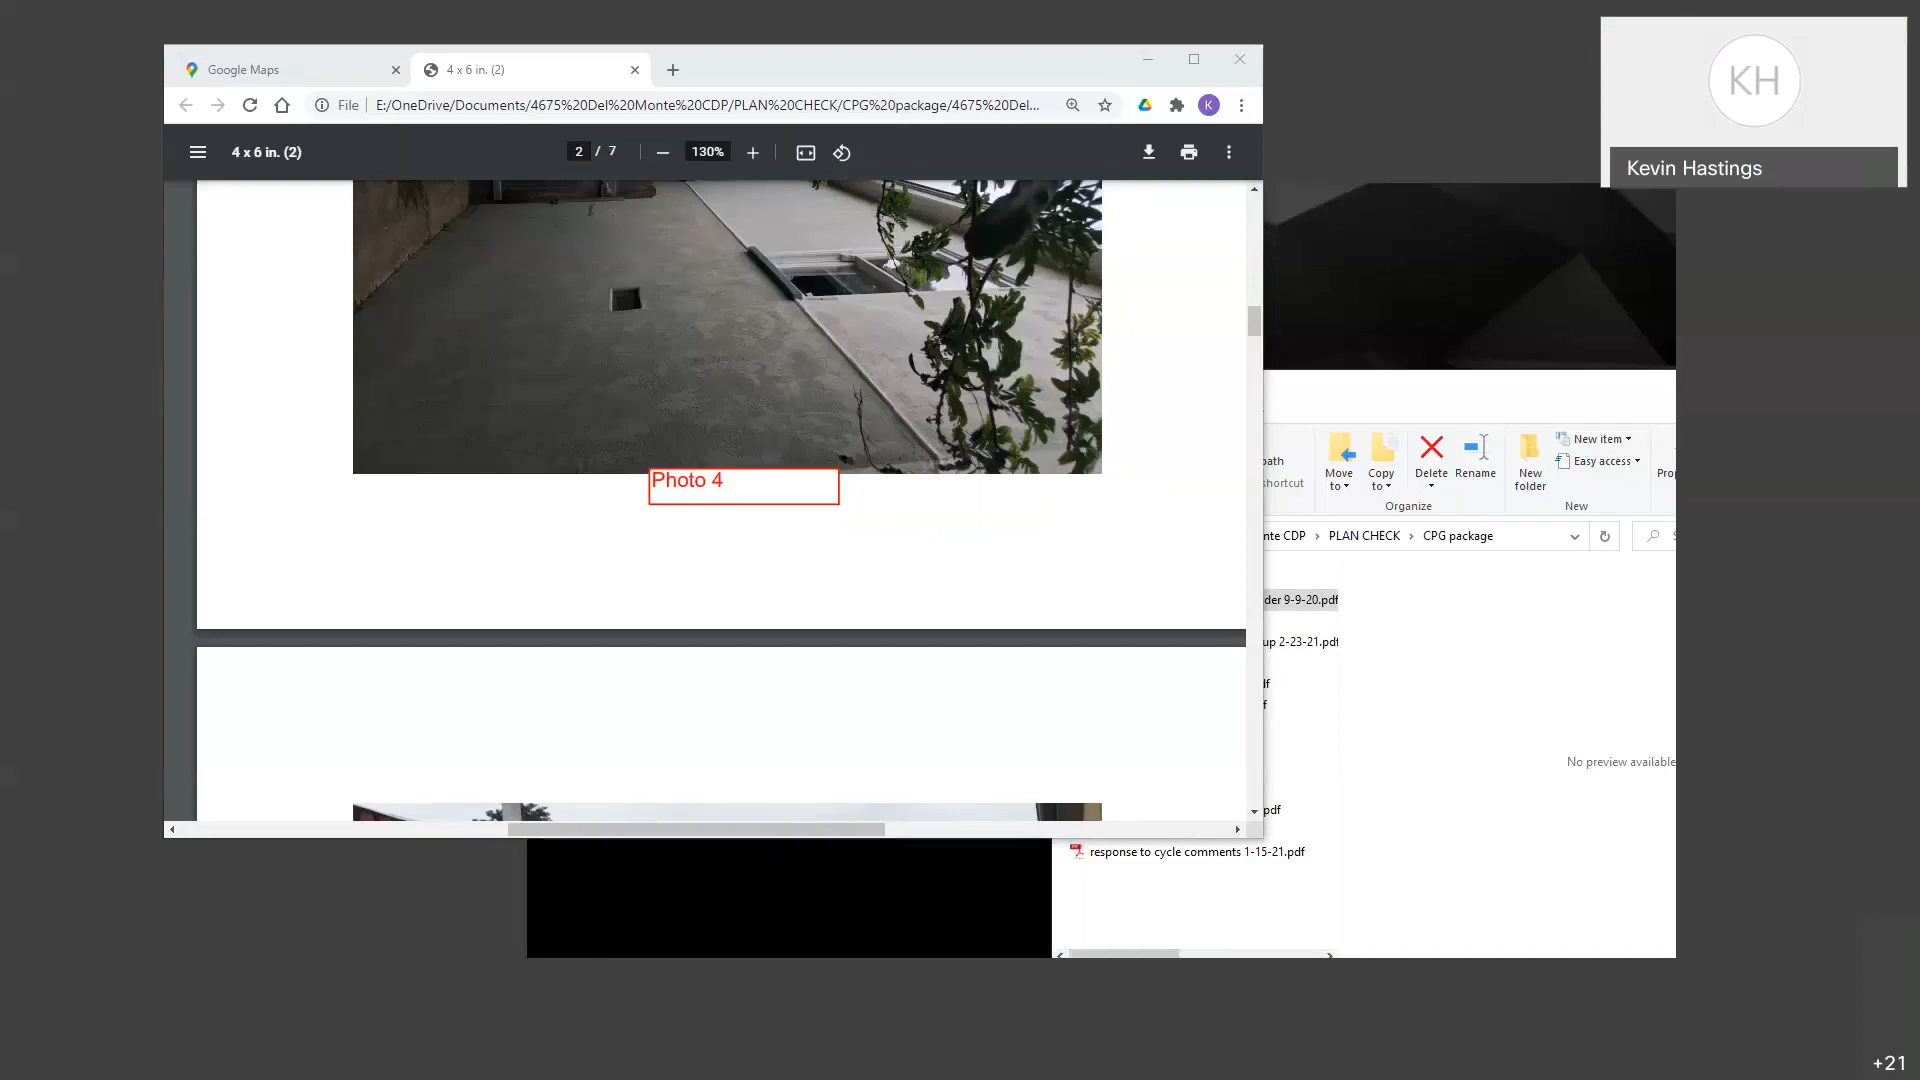 Google Maps
4 x 6 in. (2)
File
E:/OneDrive/Documents/4675%20Del%20Monte%20CDP/PLAN%20CHECK/CPG%20package/4675%20Del...
K
4 x 6 in. (2)
2 / 7
130%
Photo 4
KH
Kevin Hastings
path
shortcut
Move to
Copy to
Delete
Rename
New folder
New item
Easy access
Organize
New
nte CDP > PLAN CHECK > CPG package
der 9-9-20.pdf
up 2-23-21.pdf
df
f
.pdf
response to cycle comments 1-15-21.pdf
No preview available
+21